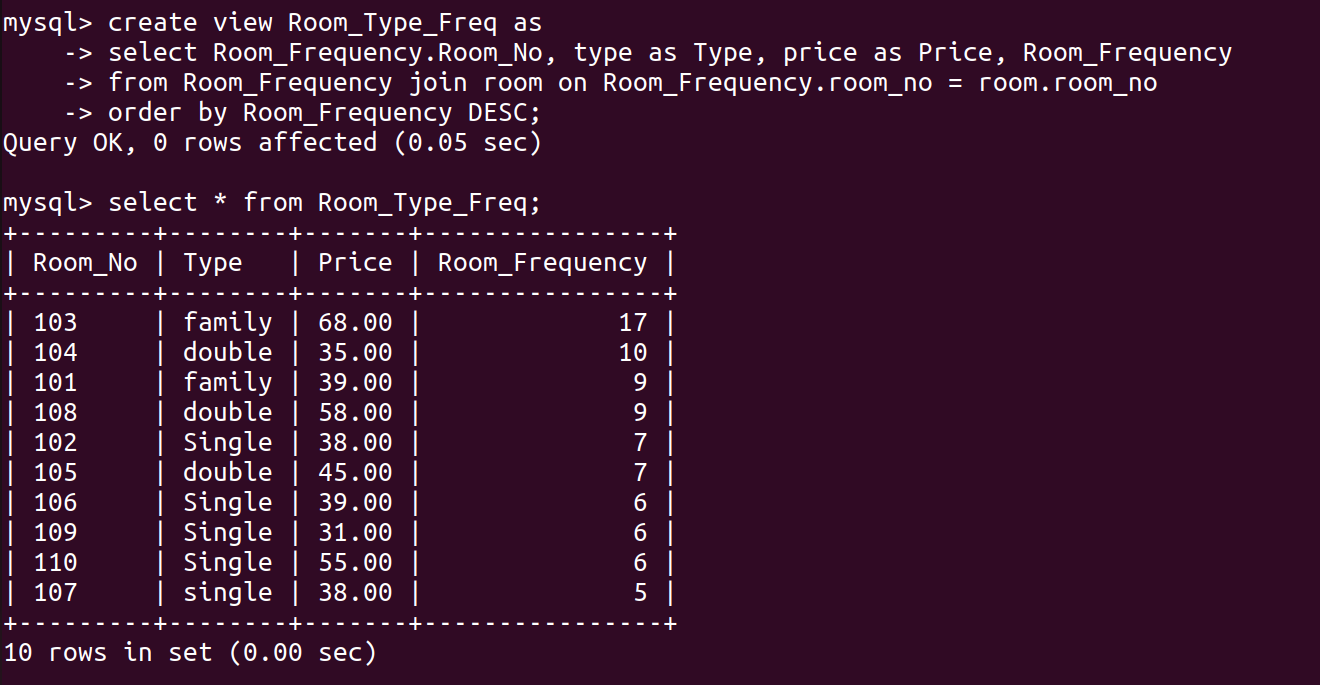 mysql> create view Room_Type_Freq as
    -> select Room_Frequency.Room_No, type as Type, price as Price, Room_Frequency
    -> from Room_Frequency join room on Room_Frequency.room_no = room.room_no
    -> order by Room_Frequency DESC;
Query OK, 0 rows affected (0.05 sec)

mysql> select * from Room_Type_Freq;
+---------+--------+-------+----------------+
| Room_No | Type   | Price | Room_Frequency |
+---------+--------+-------+----------------+
| 103     | family | 68.00 |             17 |
| 104     | double | 35.00 |             10 |
| 101     | family | 39.00 |              9 |
| 108     | double | 58.00 |              9 |
| 102     | Single | 38.00 |              7 |
| 105     | double | 45.00 |              7 |
| 106     | Single | 39.00 |              6 |
| 109     | Single | 31.00 |              6 |
| 110     | Single | 55.00 |              6 |
| 107     | single | 38.00 |              5 |
+---------+--------+-------+----------------+
10 rows in set (0.00 sec)